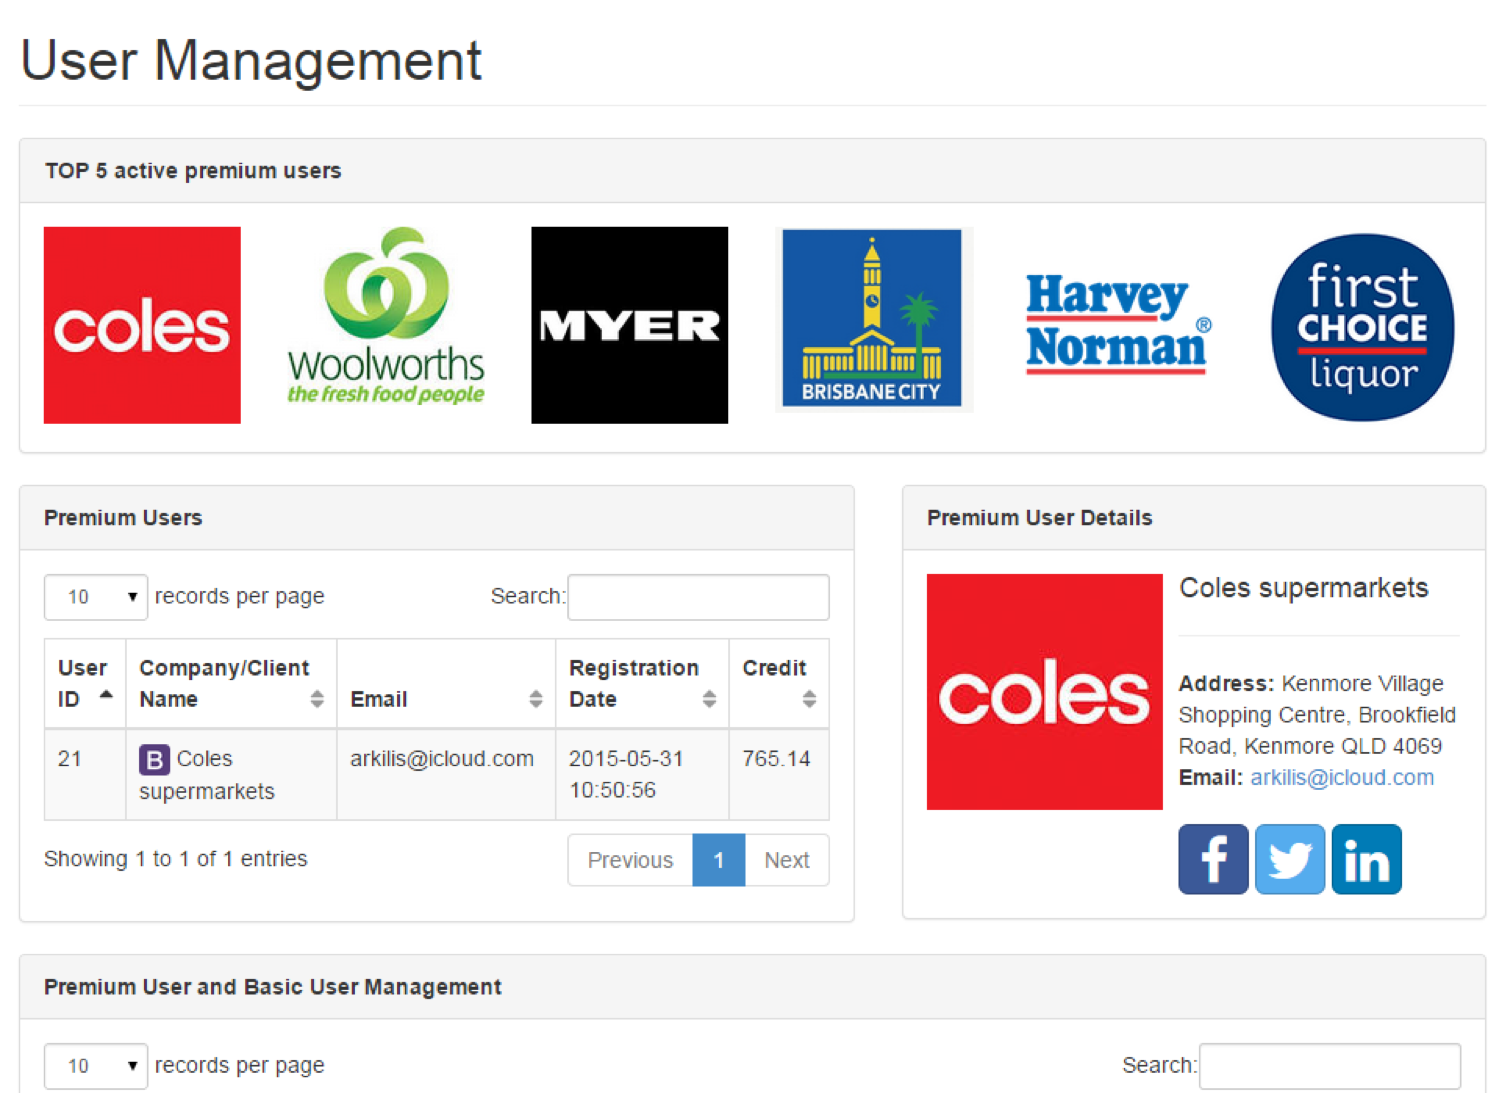 User Management
TOP 5 active premium users
coles
Woolworths
the fresh food people
MYER
BRISBANE CITY
Harvey
Norman®
first
CHOICE
liquor
Premium Users
10 records per page
Search:
User ID
Company/Client Name
Email
Registration Date
Credit
21
B Coles supermarkets
arkilis@icloud.com
2015-05-31 10:50:56
765.14
Showing 1 to 1 of 1 entries
Previous 1 Next
Premium User Details
coles
Coles supermarkets
Address: Kenmore Village
Shopping Centre, Brookfield
Road, Kenmore QLD 4069
Email: arkilis@icloud.com
f in
Premium User and Basic User Management
10 records per page
Search: